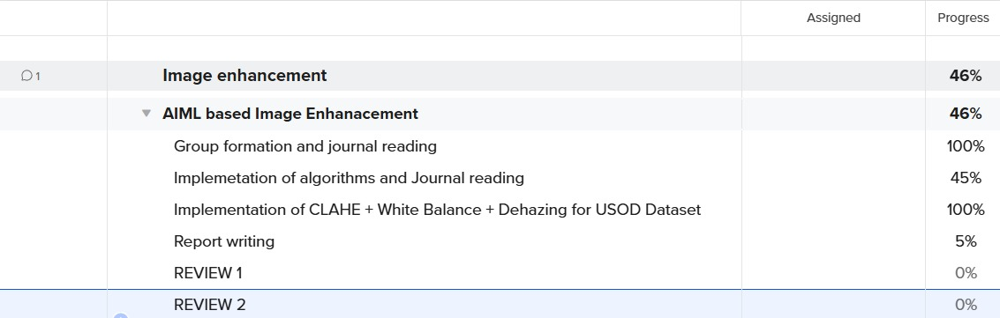 Assigned Progress
1 Image enhancement 46%
AIML based Image Enhanacement 46%
Group formation and journal reading 100%
Implemetation of algorithms and Journal reading 45%
Implementation of CLAHE + White Balance + Dehazing for USOD Dataset 100%
Report writing 5%
REVIEW 1 0%
REVIEW 2 0%